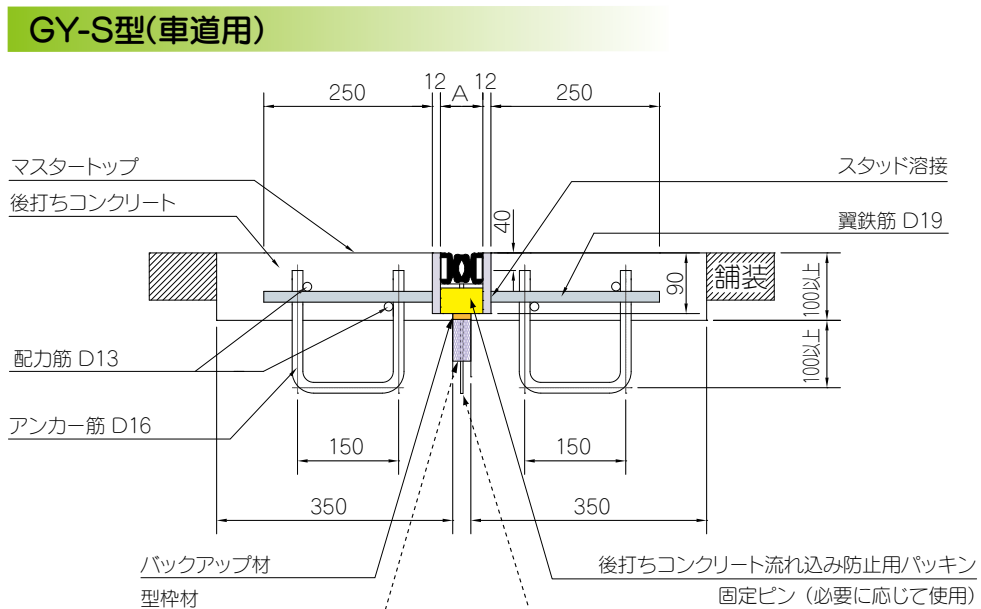 GY-S型(車道用)
250
12
A
12
250
マスタートップ
スタッド溶接
後打ちコンクリート
翼鉄筋 D19
40
90
舗装
100以上
100以上
配力筋 D13
アンカー筋 D16
150
150
350
350
バックアップ材
後打ちコンクリート流れ込み防止用パッキン
型枠材
固定ピン（必要に応じて使用）